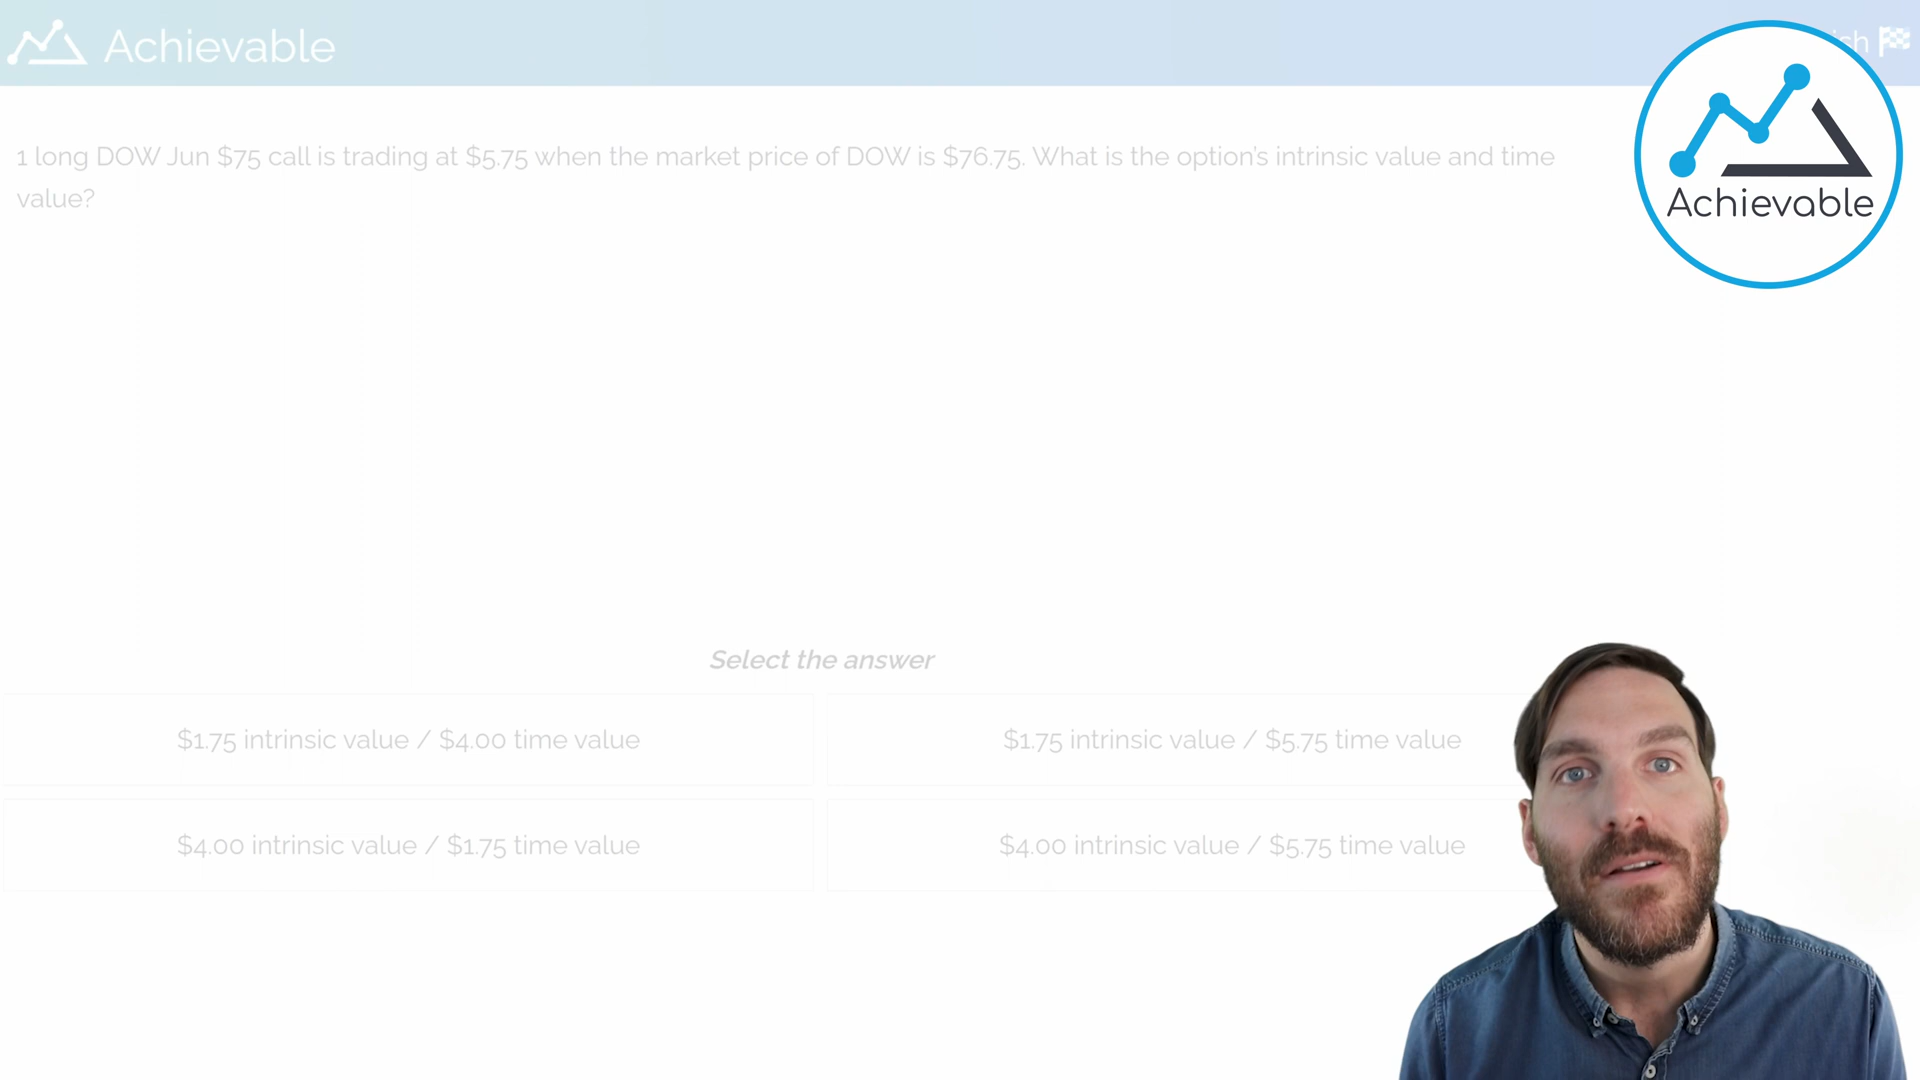 Achievable
ish
Achievable
1 long DOW Jun $75 call is trading at $5.75 when the market price of DOW is $76.75. What is the option's intrinsic value and time
value?
Select the answer
$1.75 intrinsic value / $4.00 time value
$1.75 intrinsic value / $5.75 time value
$4.00 intrinsic value / $1.75 time value
$4.00 intrinsic value / $5.75 time value